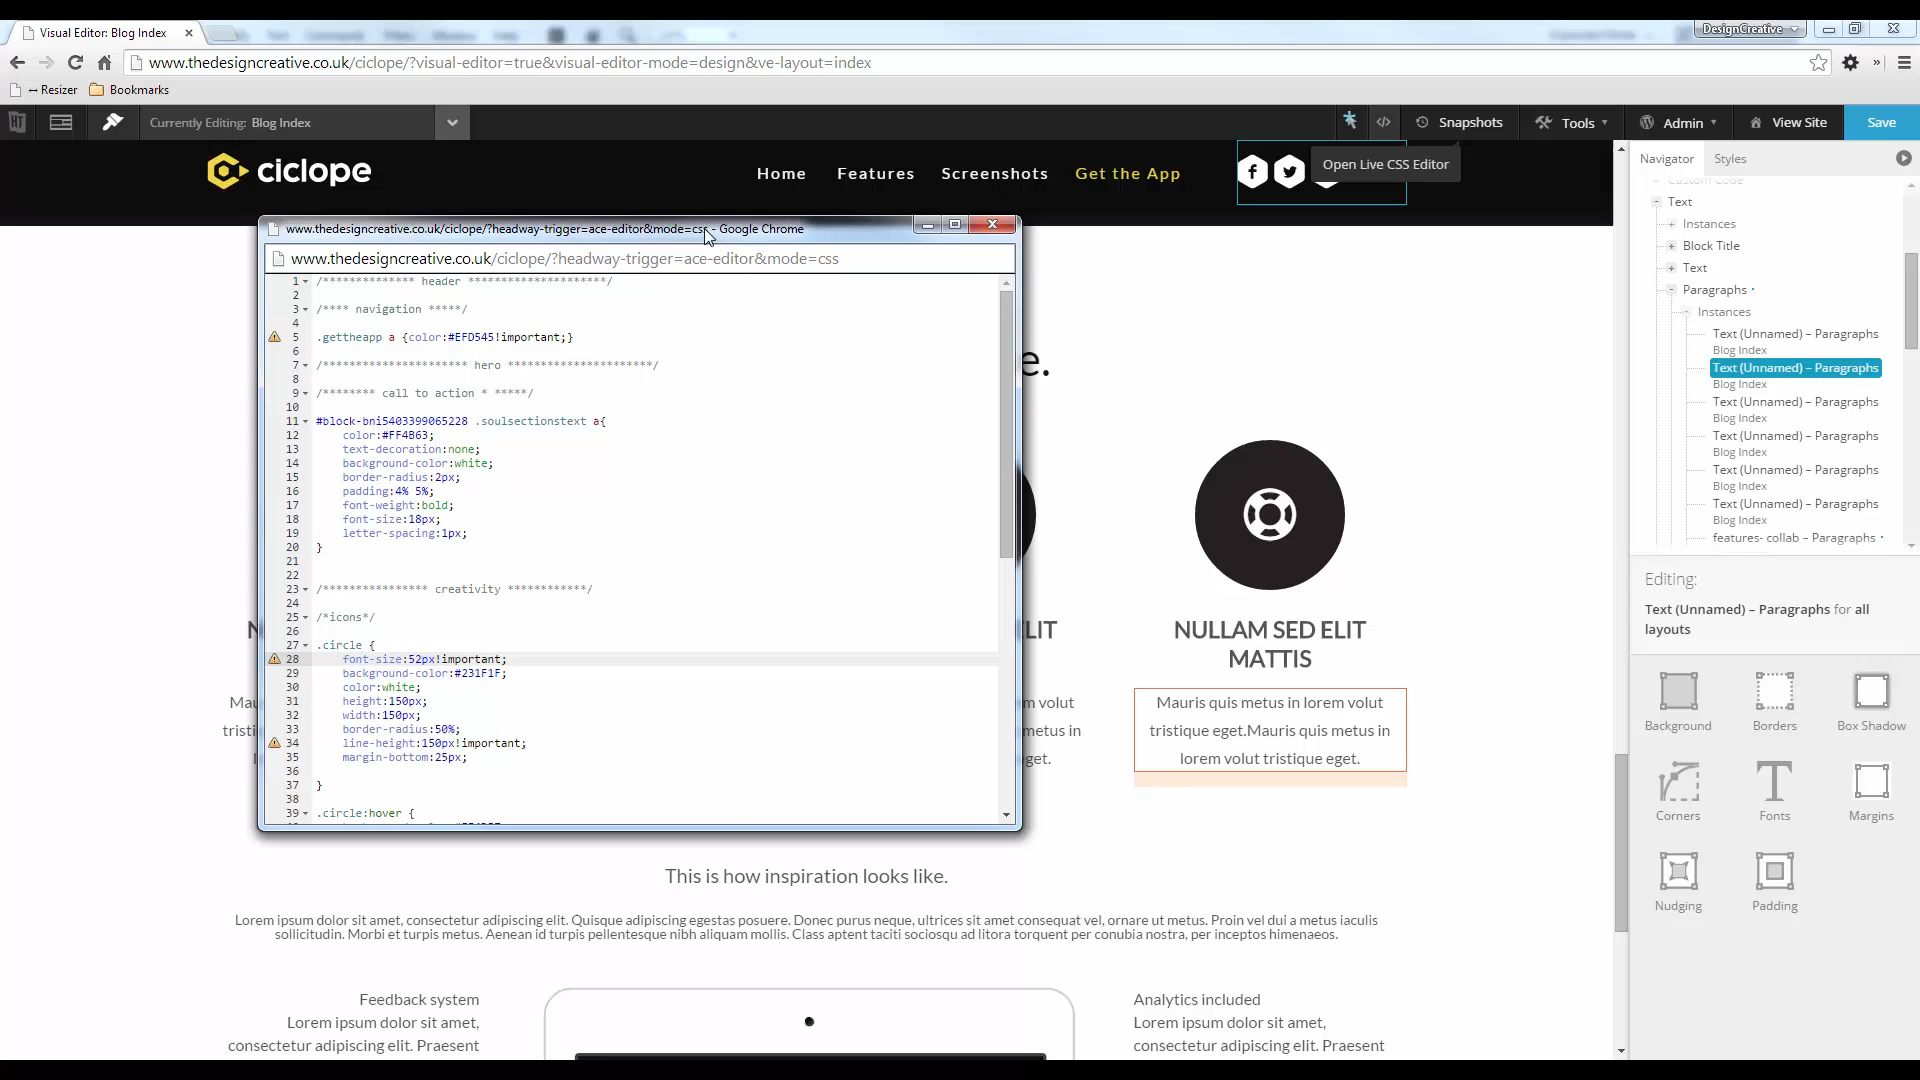 Visual Editor: Blog Index
DesignCreative
www.thedesigncreative.co.uk/ciclope/?visual-editor=true&visual-editor-mode=design&ve-layout=index
Resizer
Bookmarks
Currently Editing: Blog Index
Snapshots
Tools
Admin
View Site
Save
ciclope
Home
Features
Screenshots
Get the App
Open Live CSS Editor
www.thedesigncreative.co.uk/ciclope/?headway-trigger=ace-editor&mode=css - Google Chrome
www.thedesigncreative.co.uk/ciclope/?headway-trigger=ace-editor&mode=css
1 /************** header *********************/
2
3 /**** navigation *****/
4
5 .gettheapp a {color:#EFD545!important;}
6
7 /********************* hero **********************/
8
9 /******** call to action * *****/
10
11 #block-bni5403399065228 .soulsectionstext a{
12 color:#FF4B63;
13 text-decoration:none;
14 background-color:white;
15 border-radius:2px;
16 padding:4% 5%;
17 font-weight:bold;
18 font-size:18px;
19 letter-spacing:1px;
20 }
21
22
23 /*************** creativity ************/
24
25 /*icons*/
26
27 .circle {
28 font-size:52px!important;
29 background-color:#231F1F;
30 color:white;
31 height:150px;
32 width:150px;
33 border-radius:50%;
34 line-height:150px!important;
35 margin-bottom:25px;
36
37 }
38
39 .circle:hover {
e.
N
LIT
Mau
m volut
tristi
metus in
get.
NULLAM SED ELIT
MATTIS
Mauris quis metus in lorem volut
tristique eget.Mauris quis metus in
lorem volut tristique eget.
This is how inspiration looks like.
Lorem ipsum dolor sit amet, consectetur adipiscing elit. Quisque adipiscing egestas posuere. Donec purus neque, ultrices sit amet consequat vel, ornare ut metus. Proin vel dui a metus iaculis
sollicitudin. Morbi et turpis metus. Aenean id turpis pellentesque nibh aliquam mollis. Class aptent taciti sociosqu ad litora torquent per conubia nostra, per inceptos himenaeos.
Feedback system
Lorem ipsum dolor sit amet,
consectetur adipiscing elit. Praesent
Analytics included
Lorem ipsum dolor sit amet,
consectetur adipiscing elit. Praesent
Navigator
Styles
Custom Code
Text
Instances
Block Title
Text
Paragraphs
Instances
Text (Unnamed) – Paragraphs
Blog Index
Text (Unnamed) – Paragraphs
Blog Index
Text (Unnamed) – Paragraphs
Blog Index
Text (Unnamed) – Paragraphs
Blog Index
Text (Unnamed) – Paragraphs
Blog Index
Text (Unnamed) – Paragraphs
Blog Index
features- collab – Paragraphs
Editing:
Text (Unnamed) – Paragraphs for all
layouts
Background
Borders
Box Shadow
Corners
Fonts
Margins
Nudging
Padding